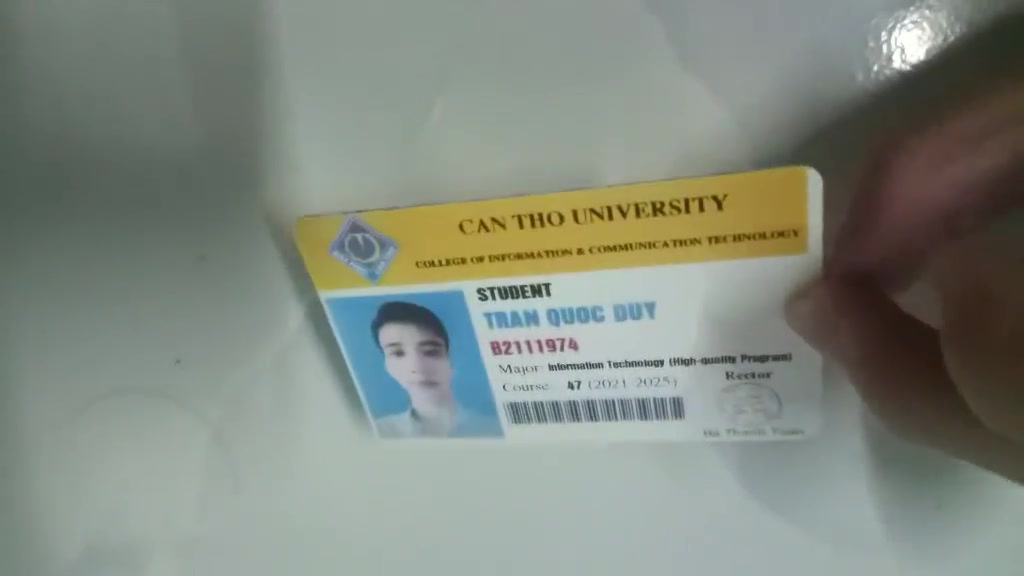 CAN THO UNIVERSITY
COLLEGE OF INFORMATION & COMMUNICATION TECHNOLOGY
STUDENT
TRAN QUOC DUY
B2111974
Major: Information Technology (High-quality Program)
Course: 47 (2021-2025)
Rector